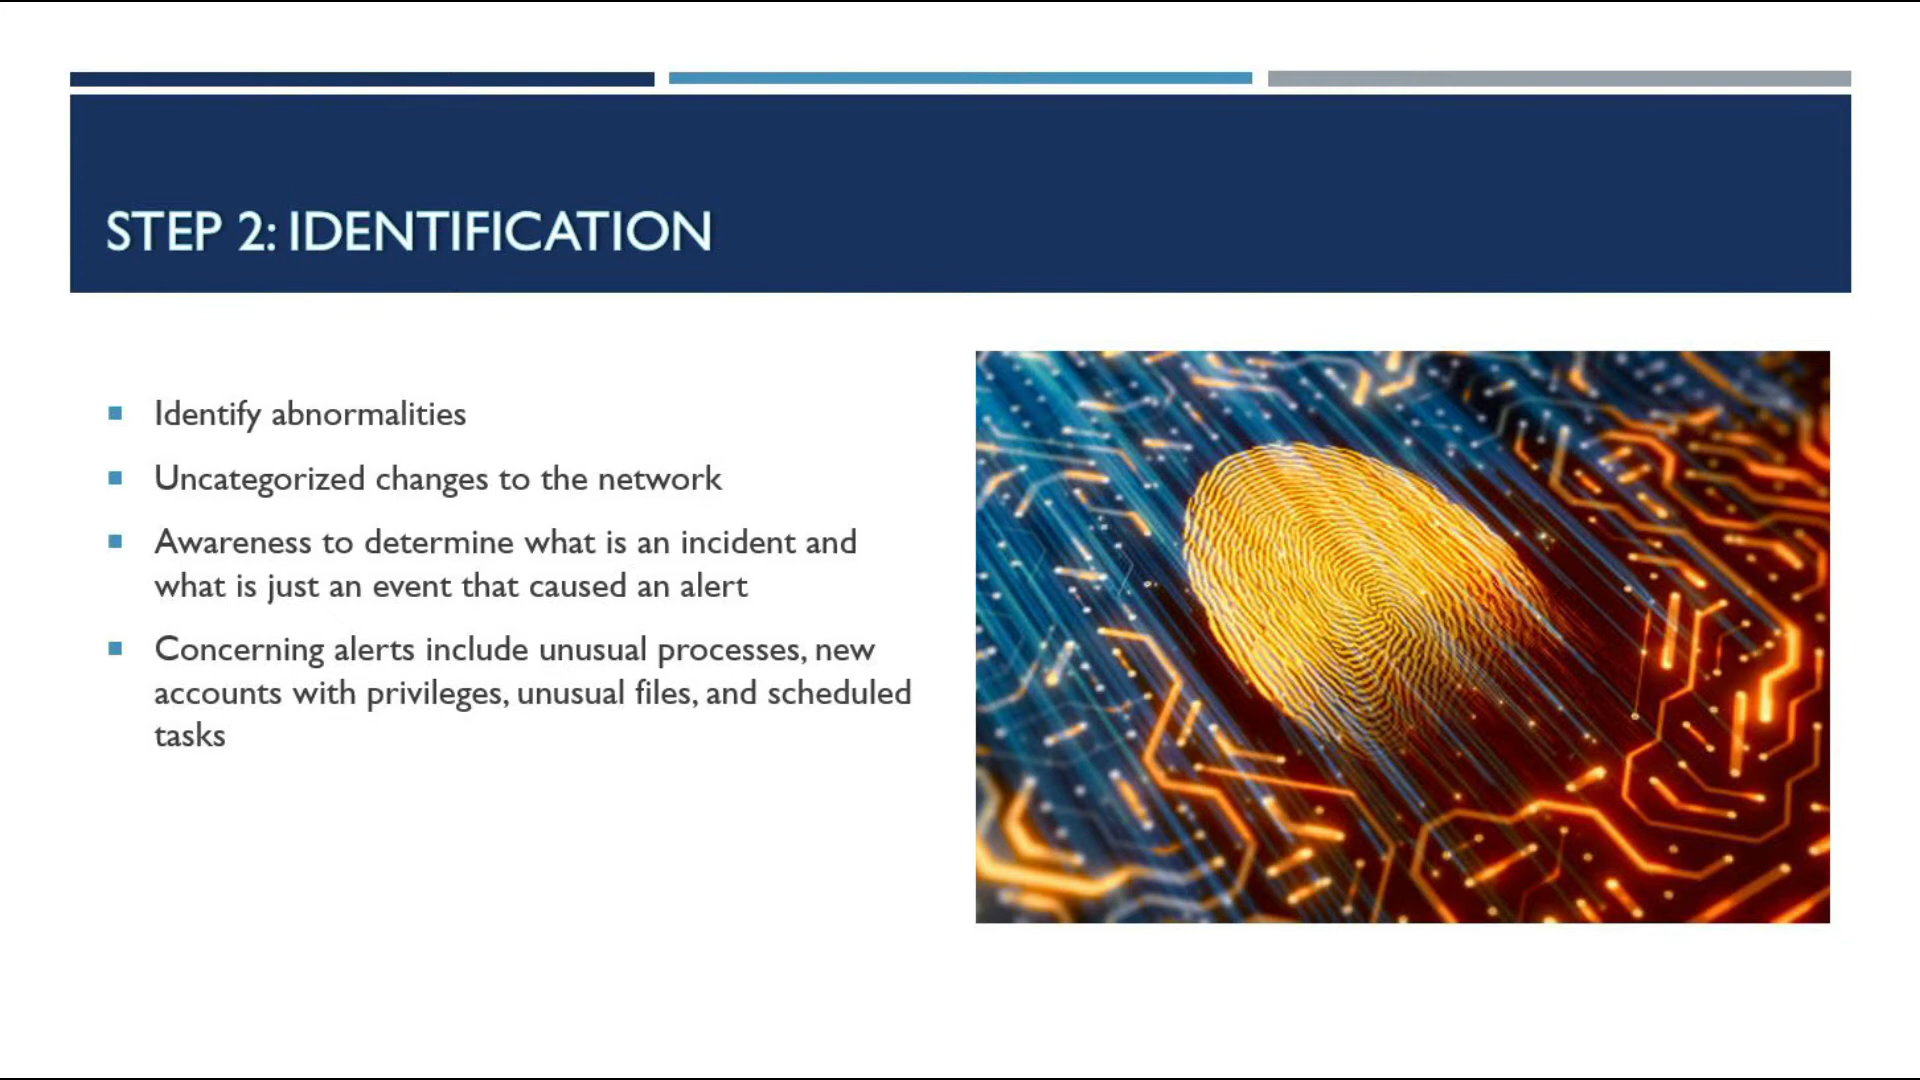 STEP 2: IDENTIFICATION
Identify abnormalities
Uncategorized changes to the network
Awareness to determine what is an incident and
what is just an event that caused an alert
Concerning alerts include unusual processes, new
accounts with privileges, unusual files, and scheduled
tasks